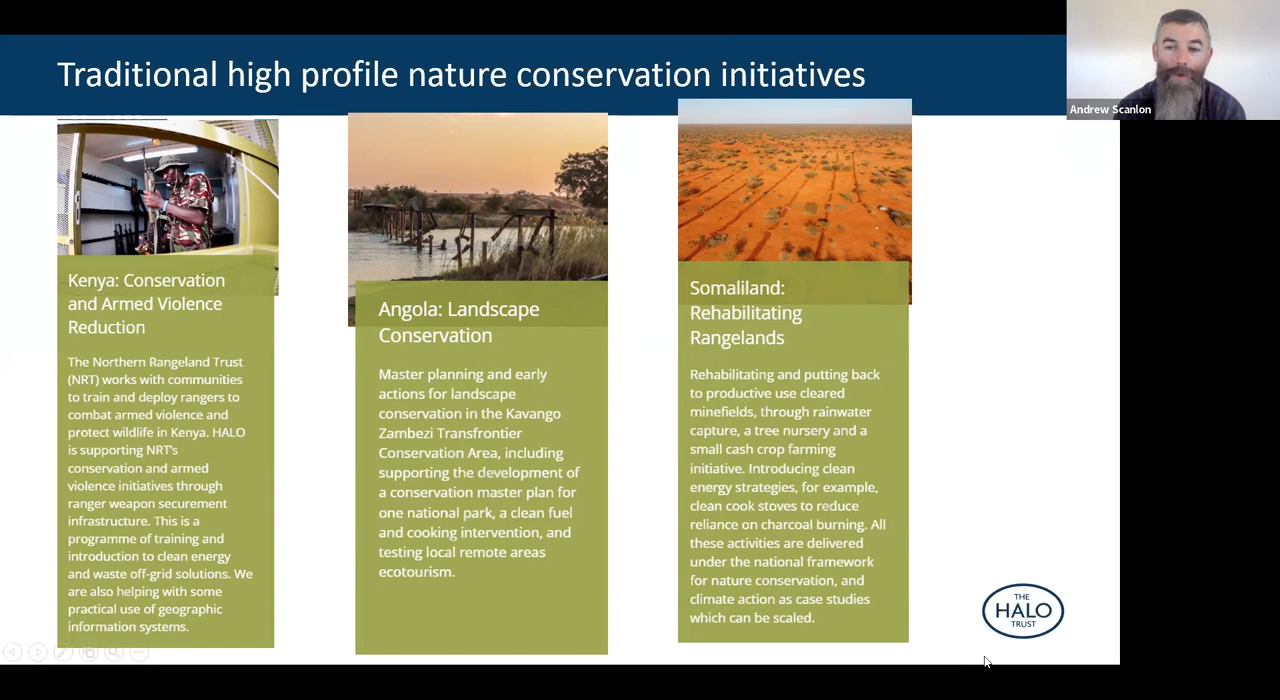 Traditional high profile nature conservation initiatives
Andrew Scanlon
Kenya: Conservation
and Armed Violence
Reduction
The Northern Rangeland Trust
(NRT) works with communities
to train and deploy rangers to
combat armed violence and
protect wildlife in Kenya. HALO
is supporting NRT's
conservation and armed
violence initiatives through
ranger weapon securement
infrastructure. This is a
programme of training and
introduction to clean energy
and waste off-grid solutions. We
are also helping with some
practical use of geographic
information systems.
Angola: Landscape
Conservation
Master planning and early
actions for landscape
conservation in the Kavango
Zambezi Transfrontier
Conservation Area, including
supporting the development of
a conservation master plan for
one national park, a clean fuel
and cooking intervention, and
testing local remote areas
ecotourism.
Somaliland:
Rehabilitating
Rangelands
Rehabilitating and putting back
to productive use cleared
minefields, through rainwater
capture, a tree nursery and a
small cash crop farming
initiative. Introducing clean
energy strategies, for example,
clean cook stoves to reduce
reliance on charcoal burning. All
these activities are delivered
under the national framework
for nature conservation, and
climate action as case studies
which can be scaled.
THE
HALO
TRUST